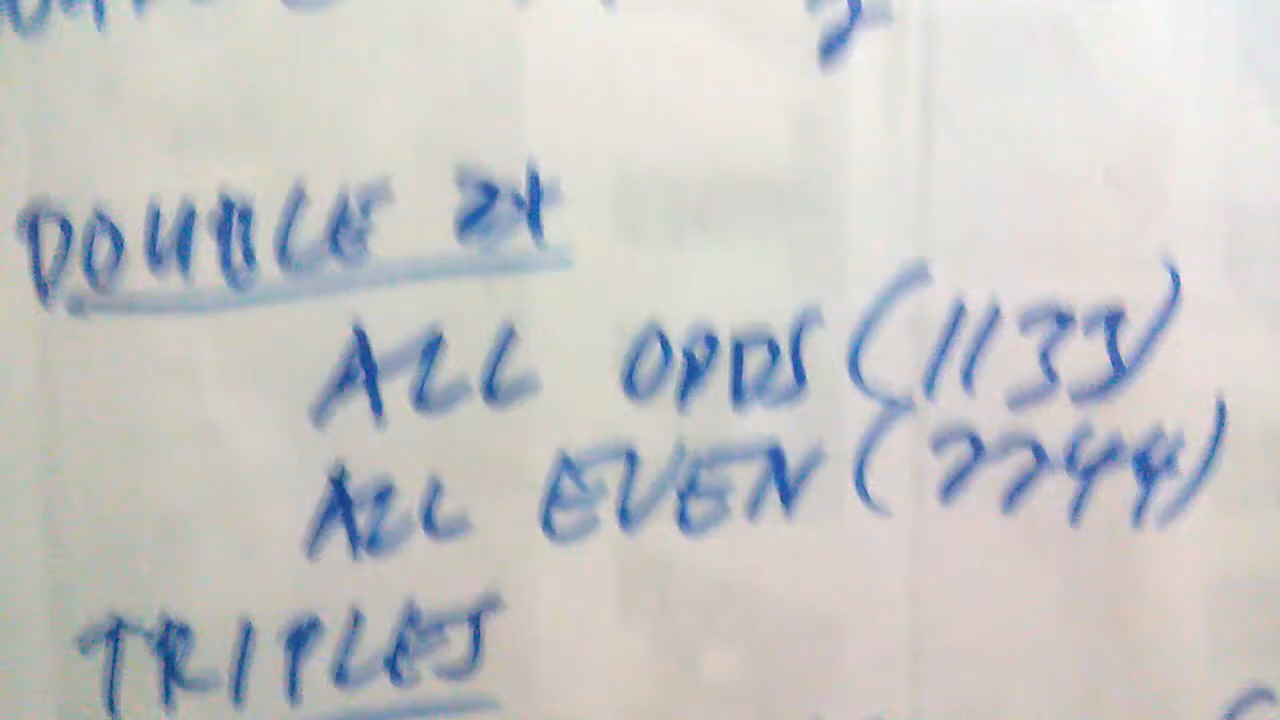 DOUBLE 2X
ALL ODDS (1133)
ALL EVEN (2244)
TRIPLES